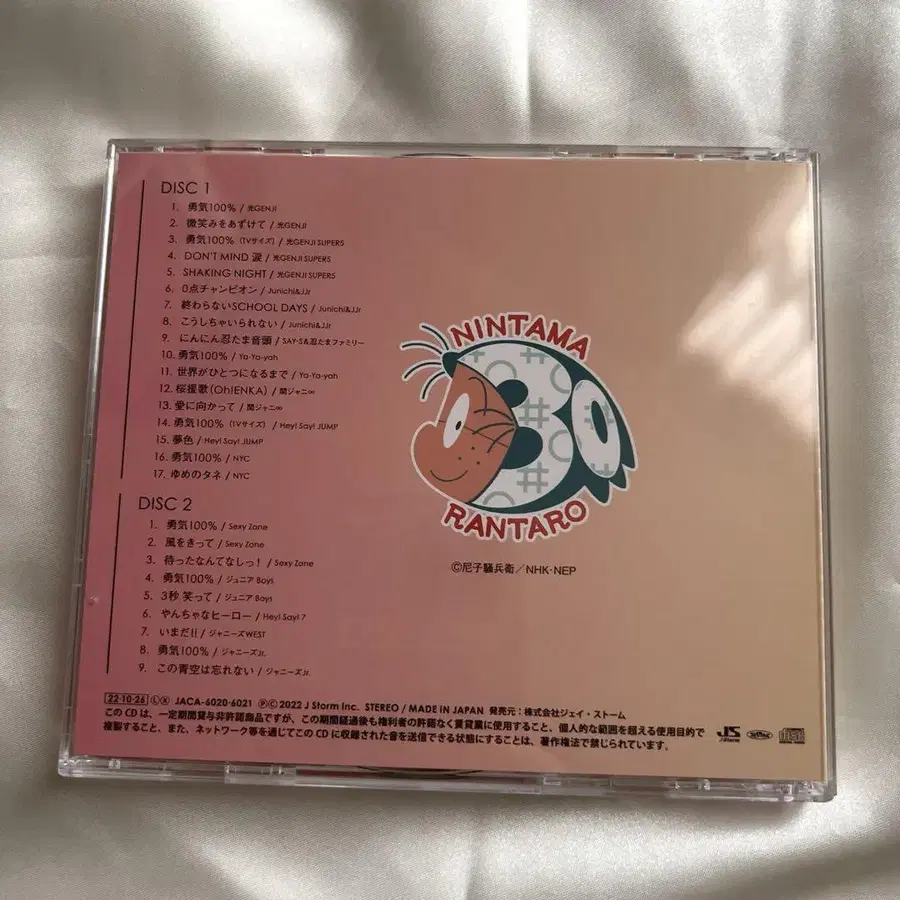 DISC 1
1. 勇気100% / 光GENJI
2. 微笑みをあずけて / 光GENJI
3. 勇気100% (TVサイズ) / 光GENJI SUPER5
4. DON'T MIND 涙 / 光GENJI SUPER5
5. SHAKING NIGHT / 光GENJI SUPER5
6. 0点チャンピオン / Junichi&JJr
7. 終わらないSCHOOL DAYS / Junichi&JJr
8. こうしちゃいられない / Junichi&JJr
9. にんにん忍たま音頭 / SAY-S&忍たまファミリー
10. 勇気100% / Ya-Ya-yah
11. 世界がひとつになるまで / Ya-Ya-yah
12. 桜援歌(Oh!ENKA) / 関ジャニ∞
13. 愛に向かって / 関ジャニ∞
14. 勇気100% (TVサイズ) / Hey! Say! JUMP
15. 夢色 / Hey! Say! JUMP
16. 勇気100% / NYC
17. ゆめのタネ / NYC
DISC 2
1. 勇気100% / Sexy Zone
2. 風をきって / Sexy Zone
3. 待ったなんてなしっ! / Sexy Zone
4. 勇気100% / ジュニア Boys
5. 3秒 笑って / ジュニア Boys
6. やんちゃなヒーロー / Hey! Say! 7
7. いまだ!! / ジャニーズWEST
8. 勇気100% / ジャニーズJr.
9. この青空は忘れない / ジャニーズJr.
NINTAMA
30
RANTARO
©尼子騒兵衛/NHK・NEP
22・10・26 Ⓛ Ⓧ JACA-6020-6021 ℗© 2022 J Storm Inc. STEREO / MADE IN JAPAN 発売元:株式会社ジェイ・ストーム
このCDは、一定期間貸与非許諾商品ですが、この期間経過後も権利者の許諾なく賃貸業に使用すること、個人的な範囲を超える使用目的で
複製すること、また、ネットワーク等を通じてこのCDに収録された音を送信できる状態にすることは、著作権法で禁じられています。
JS
J Storm